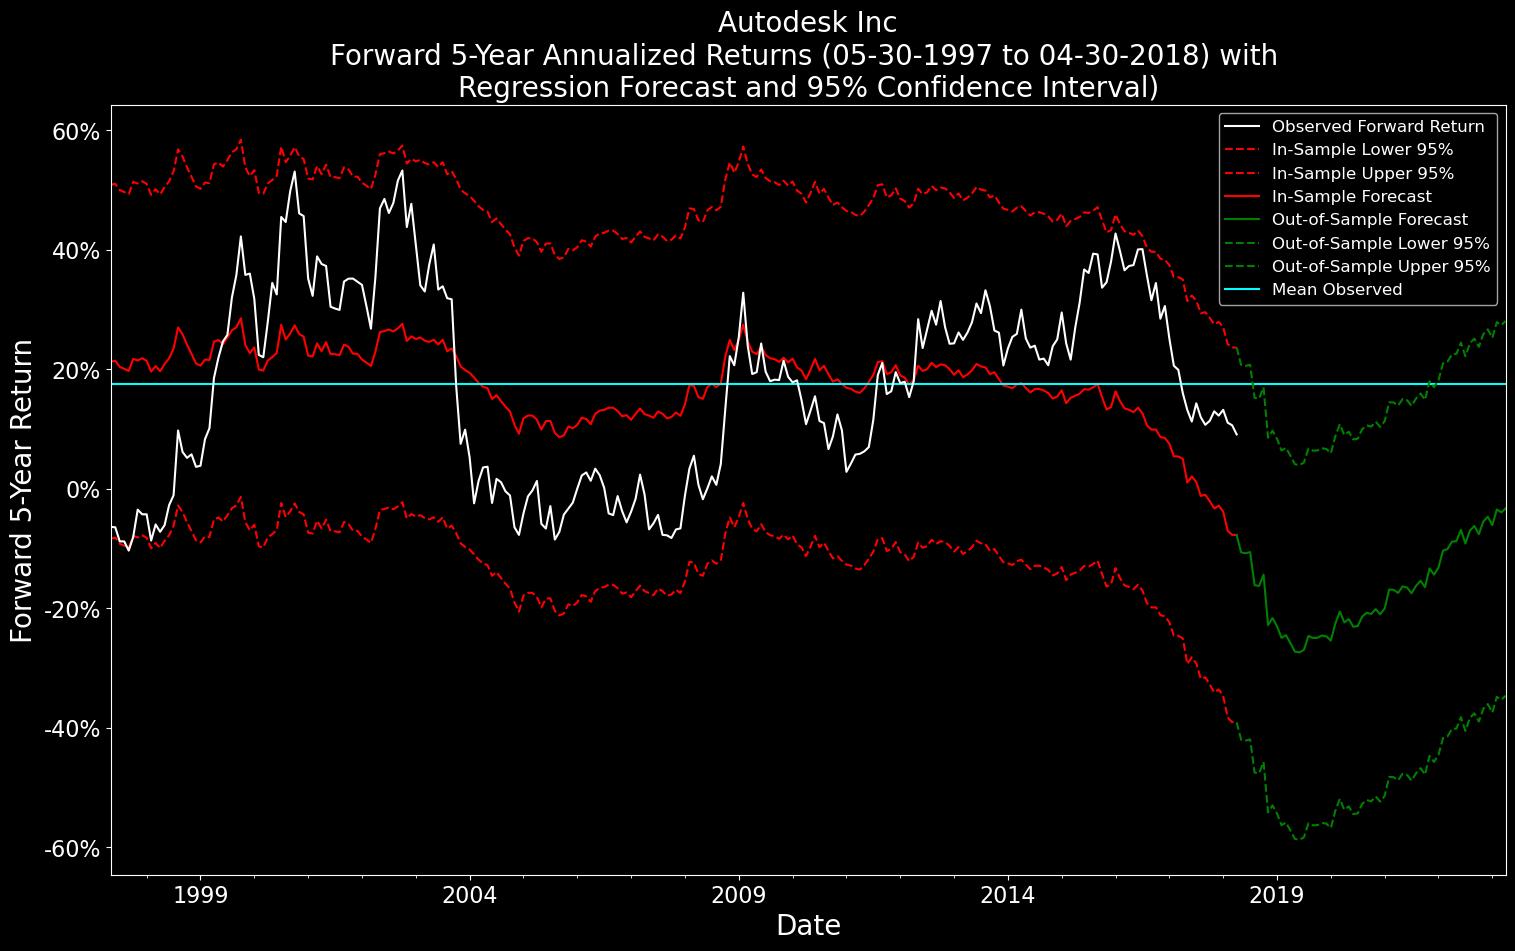 Autodesk Inc
Forward 5-Year Annualized Returns (05-30-1997 to 04-30-2018) with
Regression Forecast and 95% Confidence Interval)
Observed Forward Return
In-Sample Lower 95%
In-Sample Upper 95%
In-Sample Forecast
Out-of-Sample Forecast
Out-of-Sample Lower 95%
Out-of-Sample Upper 95%
Mean Observed
Forward 5-Year Return
60%
40%
20%
0%
-20%
-40%
-60%
1999 2004 2009 2014 2019
Date